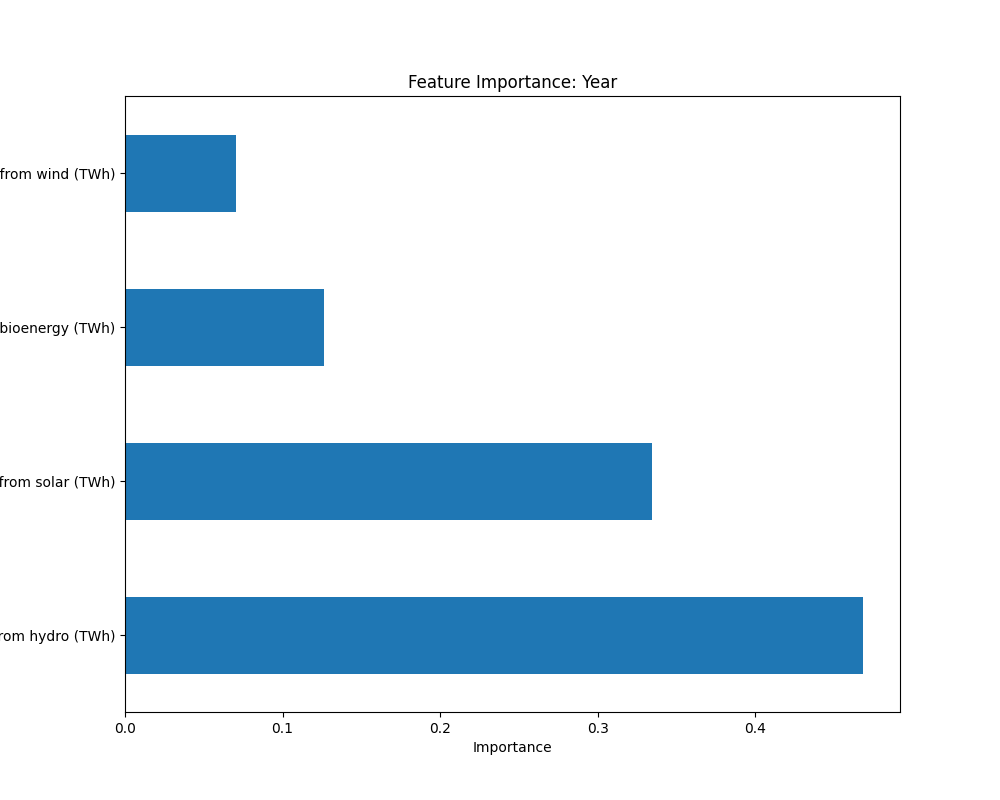 Feature Importance: Year
from wind (TWh)
bioenergy (TWh)
from solar (TWh)
rom hydro (TWh)
0.0 0.1 0.2 0.3 0.4
Importance